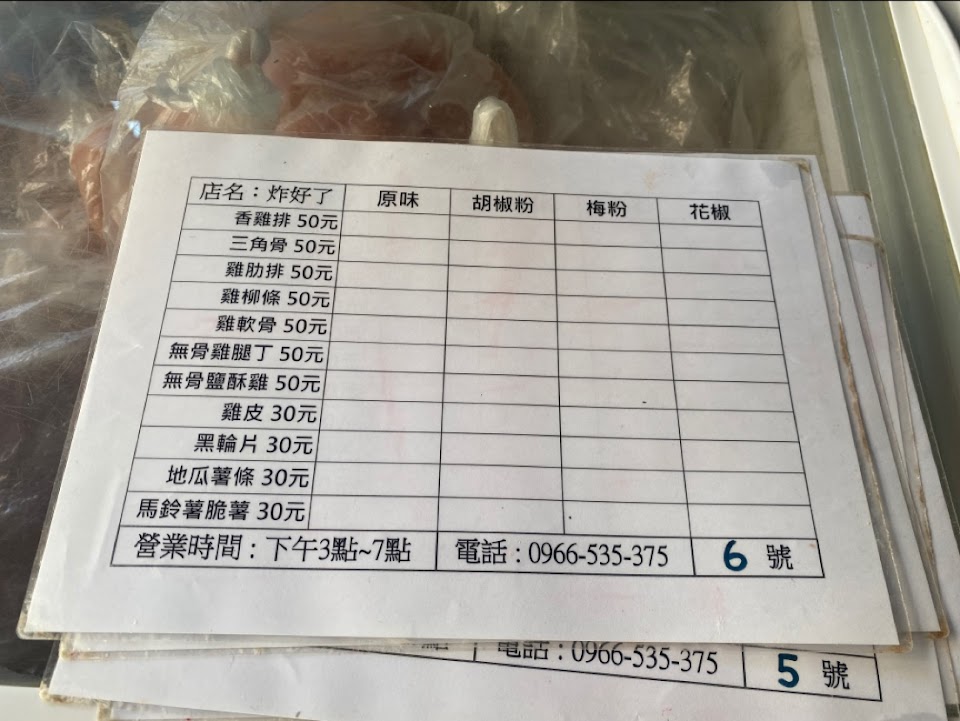 店名：炸好了 原味 胡椒粉 梅粉 花椒
香雞排 50元
三角骨 50元
雞肋排 50元
雞柳條 50元
雞軟骨 50元
無骨雞腿丁 50元
無骨鹽酥雞 50元
雞皮 30元
黑輪片 30元
地瓜薯條 30元
馬鈴薯脆薯 30元
營業時間：下午3點~7點 電話：0966-535-375 6 號
電話：0966-535-375 5 號